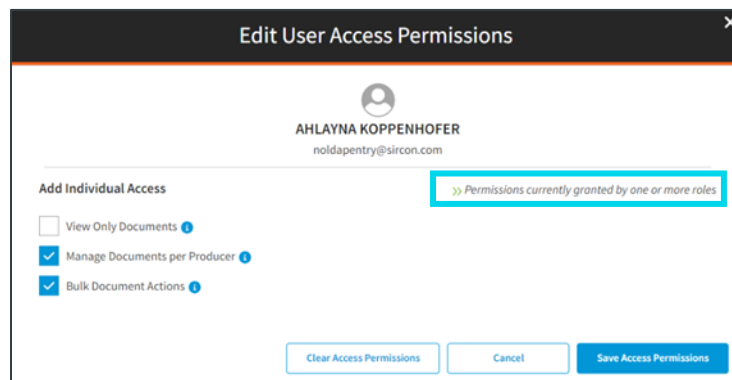 Edit User Access Permissions
AHLAYNA KOPPENHOFER
noldapentry@sircon.com
Add Individual Access
>> Permissions currently granted by one or more roles
View Only Documents
Manage Documents per Producer
Bulk Document Actions
Clear Access Permissions
Cancel
Save Access Permissions